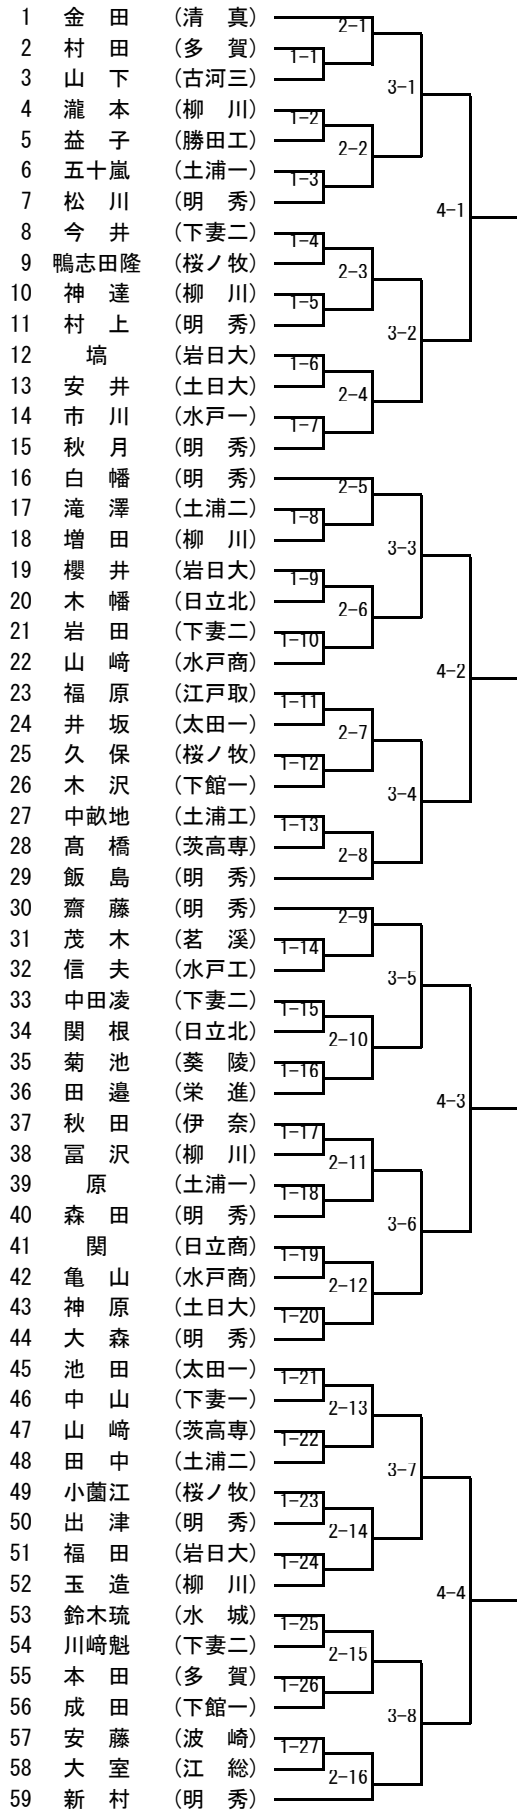 1 金 田 (清 真) 2-1
2 村 田 (多 賀) 1-1
3 山 下 (古河三) 3-1
4 瀧 本 (柳 川) 1-2
5 益 子 (勝田工) 2-2
6 五十嵐 (土浦一) 1-3
7 松 川 (明 秀) 4-1
8 今 井 (下妻二) 1-4
9 鴨志田隆 (桜ノ牧) 2-3
10 神 達 (柳 川) 1-5
11 村 上 (明 秀) 3-2
12 塙 (岩日大) 1-6
13 安 井 (土日大) 2-4
14 市 川 (水戸一) 1-7
15 秋 月 (明 秀)
16 白 幡 (明 秀) 2-5
17 滝 澤 (土浦二) 1-8
18 増 田 (柳 川) 3-3
19 櫻 井 (岩日大) 1-9
20 木 幡 (日立北) 2-6
21 岩 田 (下妻二) 1-10
22 山 﨑 (水戸商) 4-2
23 福 原 (江戸取) 1-11
24 井 坂 (太田一) 2-7
25 久 保 (桜ノ牧) 1-12
26 木 沢 (下館一) 3-4
27 中畝地 (土浦工) 1-13
28 髙 橋 (茨高専) 2-8
29 飯 島 (明 秀)
30 齋 藤 (明 秀) 2-9
31 茂 木 (茗 溪) 1-14
32 信 夫 (水戸工) 3-5
33 中田凌 (下妻二) 1-15
34 関 根 (日立北) 2-10
35 菊 池 (葵 陵) 1-16
36 田 邉 (栄 進) 4-3
37 秋 田 (伊 奈) 1-17
38 冨 沢 (柳 川) 2-11
39 原 (土浦一) 1-18
40 森 田 (明 秀) 3-6
41 関 (日立商) 1-19
42 亀 山 (水戸商) 2-12
43 神 原 (土日大) 1-20
44 大 森 (明 秀)
45 池 田 (太田一) 1-21
46 中 山 (下妻一) 2-13
47 山 﨑 (茨高専) 1-22
48 田 中 (土浦二) 3-7
49 小薗江 (桜ノ牧) 1-23
50 出 津 (明 秀) 2-14
51 福 田 (岩日大) 1-24
52 玉 造 (柳 川) 4-4
53 鈴木琉 (水 城) 1-25
54 川﨑魁 (下妻二) 2-15
55 本 田 (多 賀) 1-26
56 成 田 (下館一) 3-8
57 安 藤 (波 崎) 1-27
58 大 室 (江 総) 2-16
59 新 村 (明 秀)